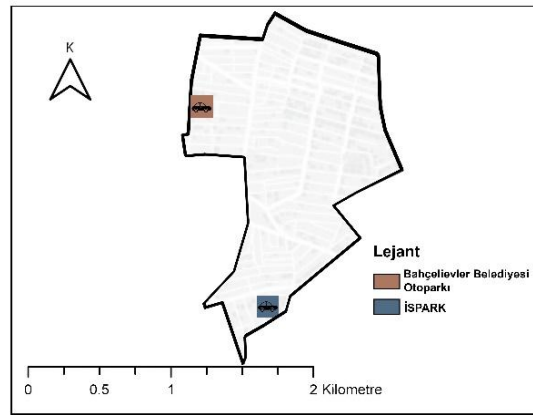 K
Lejant
Bahçelievler Belediyesi
Otoparkı
İSPARK
0 0.5 1 2 Kilometre